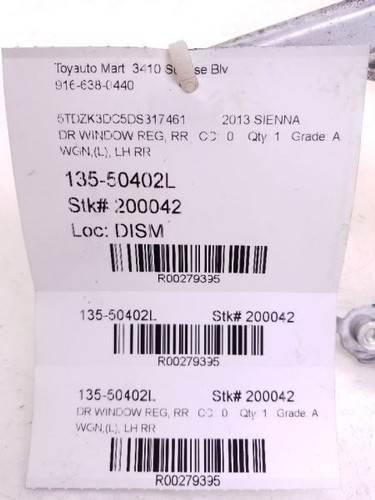 Toyauto Mart 3410 Blv
916-638-0440
5TDZK3DC5DS317461 2013 SIENNA
DR WINDOW REG, RR CC: 0 Qty: 1 Grade: A
WGN,(L), LH RR
135-50402L
Stk# 200042
Loc: DISM
R00279395
135-50402L Stk# 200042
R00279395
135-50402L Stk# 200042
DR WINDOW REG, RR CC: 0 Qty: 1 Grade: A
WGN,(L), LH RR
R00279395